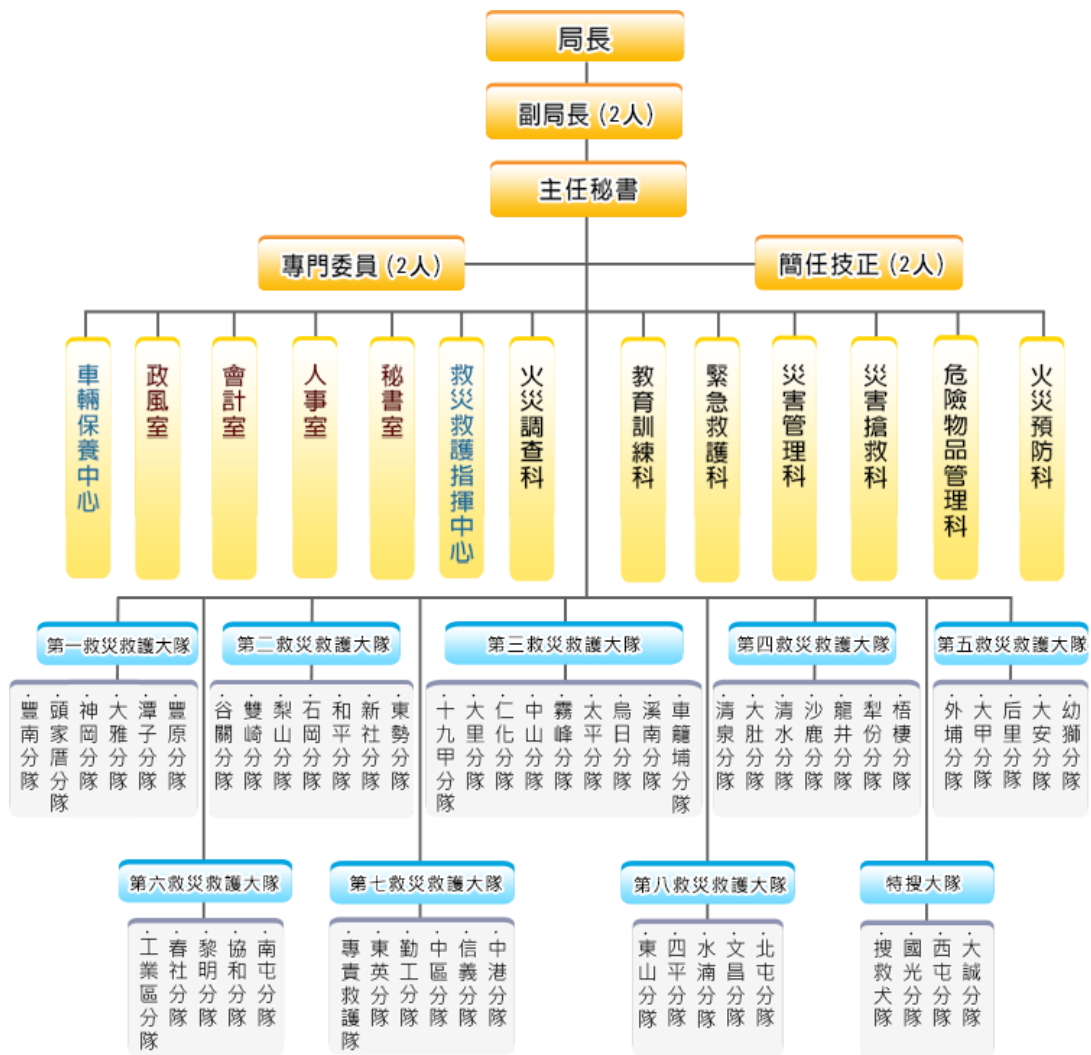 局長
副局長 (2人)
主任秘書
專門委員 (2人)
簡任技正 (2人)
車輛保養中心
政風室
會計室
人事室
秘書室
救災救護指揮中心
火災調查科
教育訓練科
緊急救護科
災害管理科
災害搶救科
危險物品管理科
火災預防科
第一救災救護大隊
‧豐南分隊
‧頭家厝分隊
‧神岡分隊
‧大雅分隊
‧潭子分隊
‧豐原分隊
第二救災救護大隊
‧谷關分隊
‧雙崎分隊
‧梨山分隊
‧石岡分隊
‧和平分隊
‧新社分隊
‧東勢分隊
第三救災救護大隊
‧十九甲分隊
‧大里分隊
‧仁化分隊
‧中山分隊
‧霧峰分隊
‧太平分隊
‧烏日分隊
‧溪南分隊
‧車籠埔分隊
第四救災救護大隊
‧清泉分隊
‧大肚分隊
‧清水分隊
‧沙鹿分隊
‧龍井分隊
‧犁份分隊
‧梧棲分隊
第五救災救護大隊
‧外埔分隊
‧大甲分隊
‧后里分隊
‧大安分隊
‧幼獅分隊
第六救災救護大隊
‧工業區分隊
‧春社分隊
‧黎明分隊
‧協和分隊
‧南屯分隊
第七救災救護大隊
‧專責救護隊
‧東英分隊
‧勤工分隊
‧中區分隊
‧信義分隊
‧中港分隊
第八救災救護大隊
‧東山分隊
‧四平分隊
‧水湳分隊
‧文昌分隊
‧北屯分隊
特搜大隊
‧搜救犬隊
‧國光分隊
‧西屯分隊
‧大誠分隊